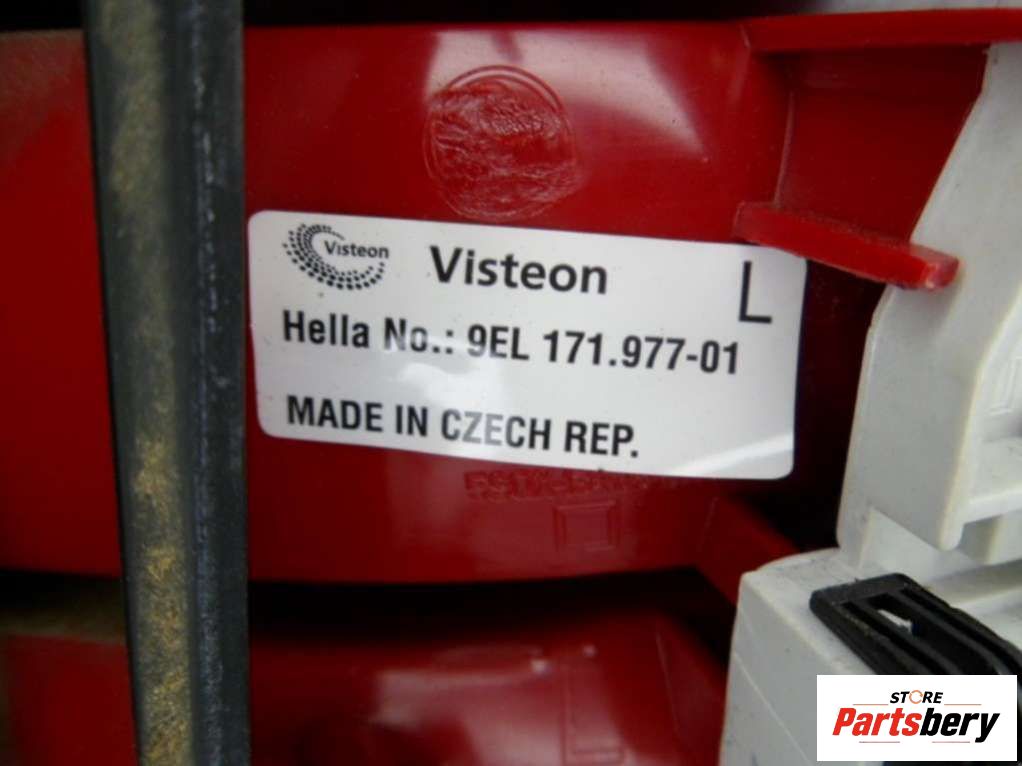 Visteon
Visteon
L
Hella No.: 9EL 171.977-01
MADE IN CZECH REP.
STORE
Partsbery